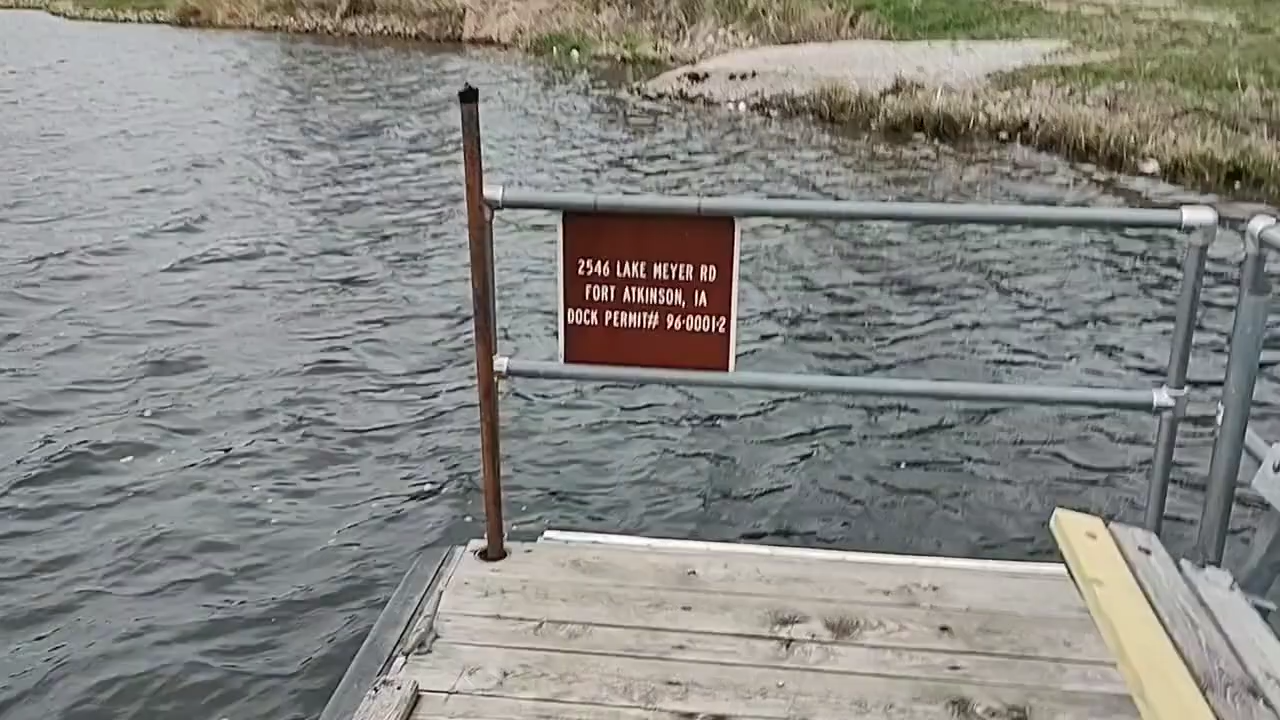 2546 LAKE MEYER RD
FORT ATKINSON, IA
DOCK PERMIT# 96-0001-2